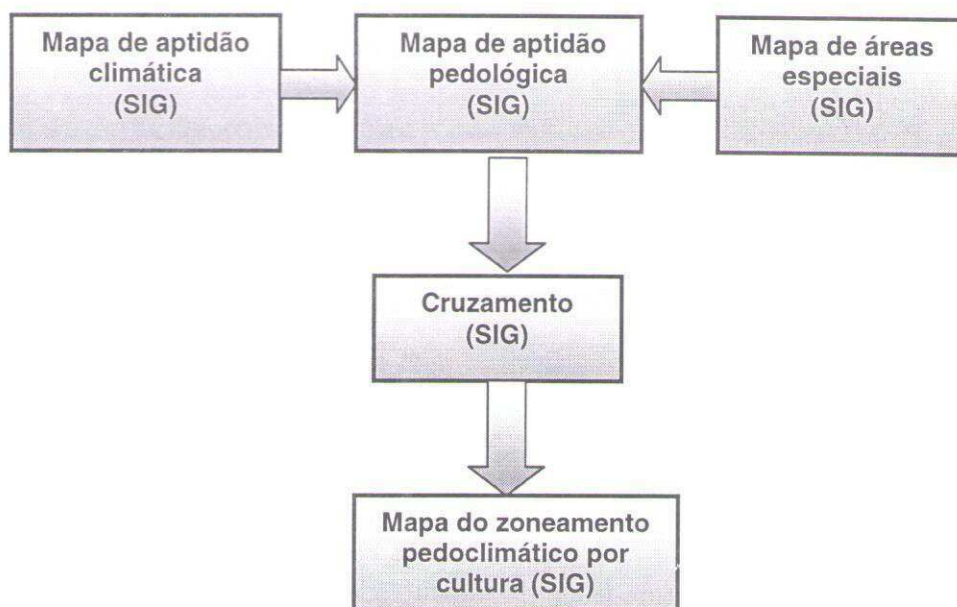 Mapa de aptidão
climática
(SIG)
Mapa de aptidão
pedológica
(SIG)
Mapa de áreas
especiais
(SIG)
Cruzamento
(SIG)
Mapa do zoneamento
pedoclimático por
cultura (SIG)